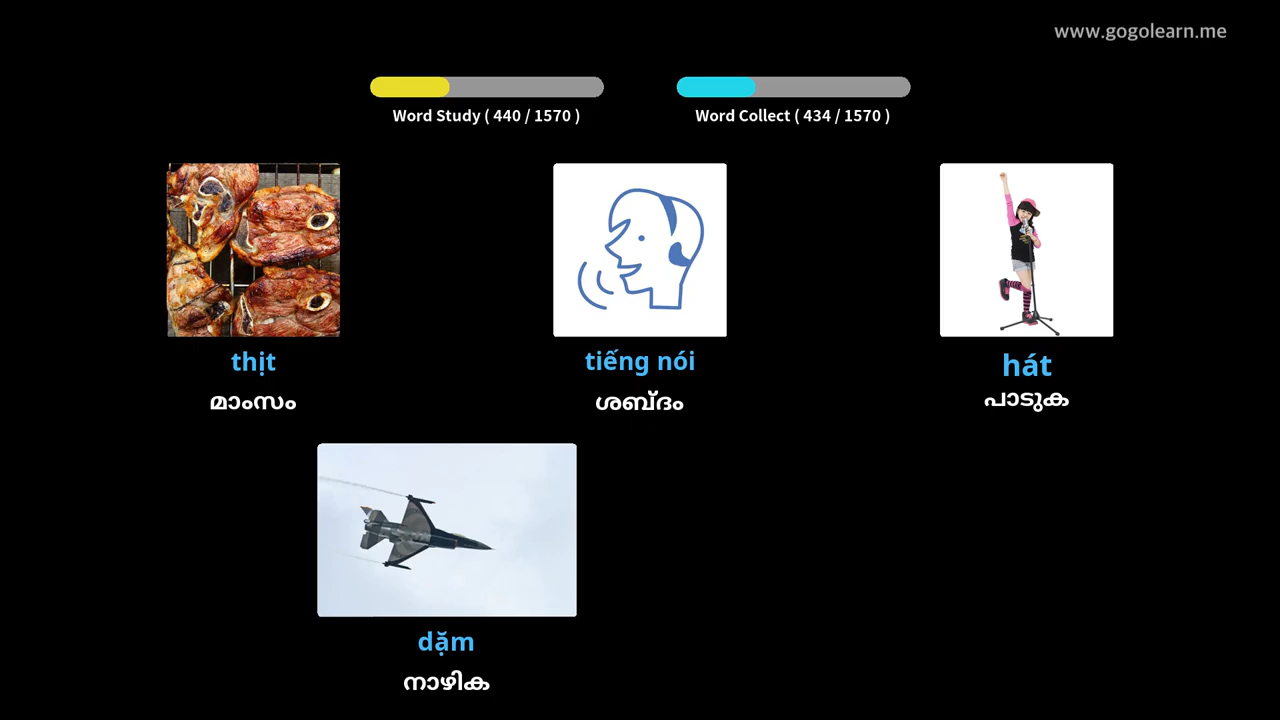 www.gogolearn.me
Word Study ( 440 / 1570 )
Word Collect ( 434 / 1570 )
thịt
മാംസം
tiếng nói
ശബ്ദം
hát
പാടുക
dặm
നാഴിക